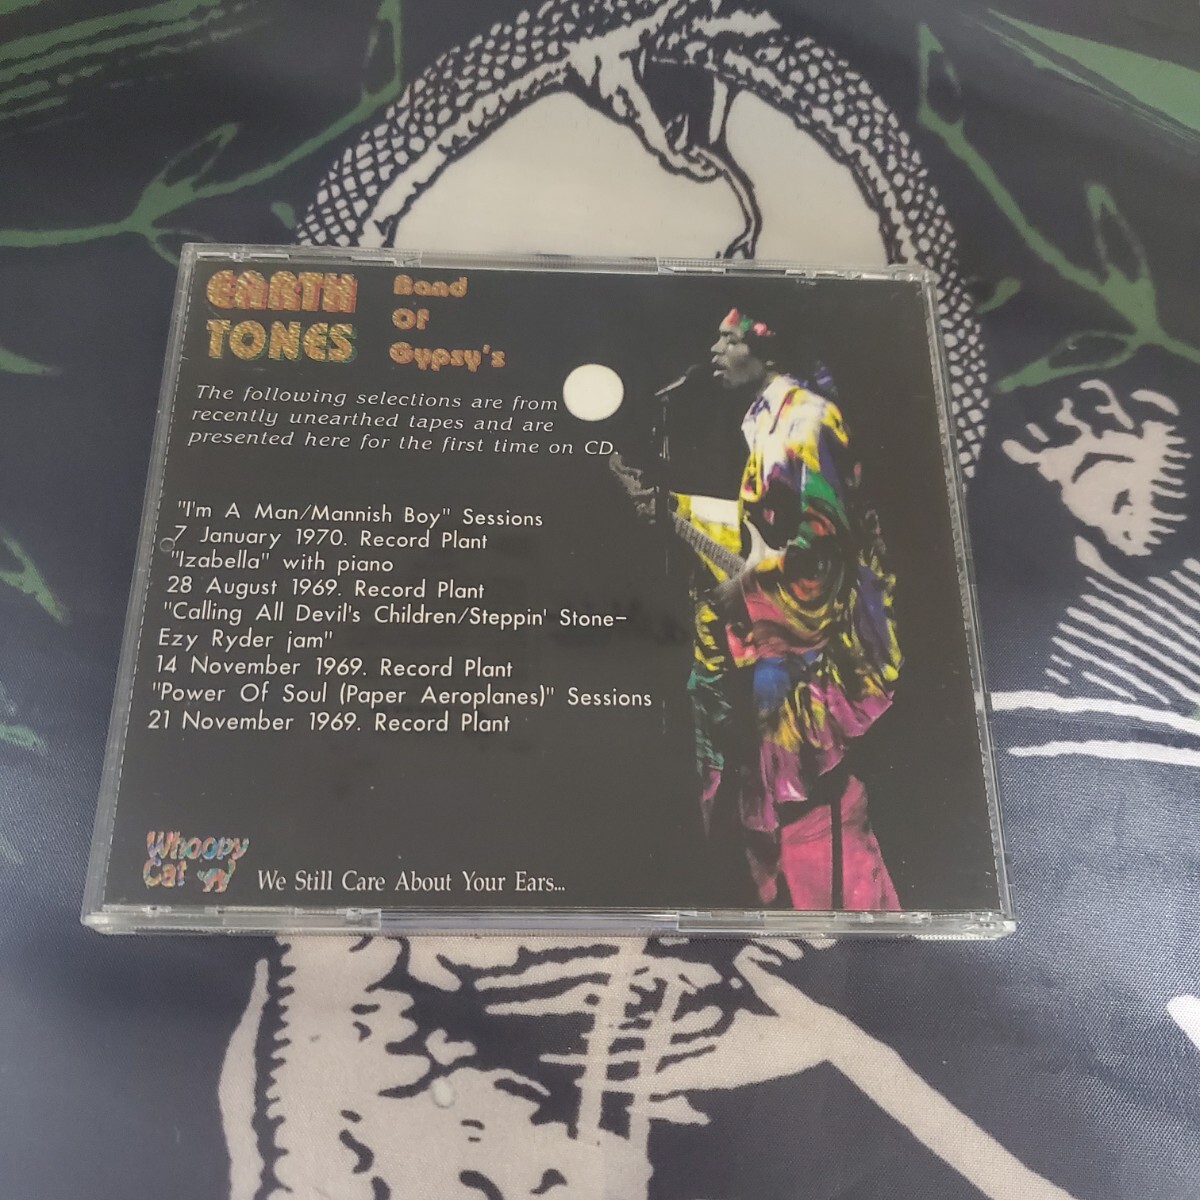 EARTH
TONES
Band
Of
Gypsy's
The following selections are from
recently unearthed tapes and are
presented here for the first time on CD.
"I'm A Man/Mannish Boy" Sessions
7 January 1970. Record Plant
"Izabella" with piano
28 August 1969. Record Plant
"Calling All Devil's Children/Steppin' Stone-
Ezy Ryder jam"
14 November 1969. Record Plant
"Power Of Soul (Paper Aeroplanes)" Sessions
21 November 1969. Record Plant
Whoopy
Cat
We Still Care About Your Ears...